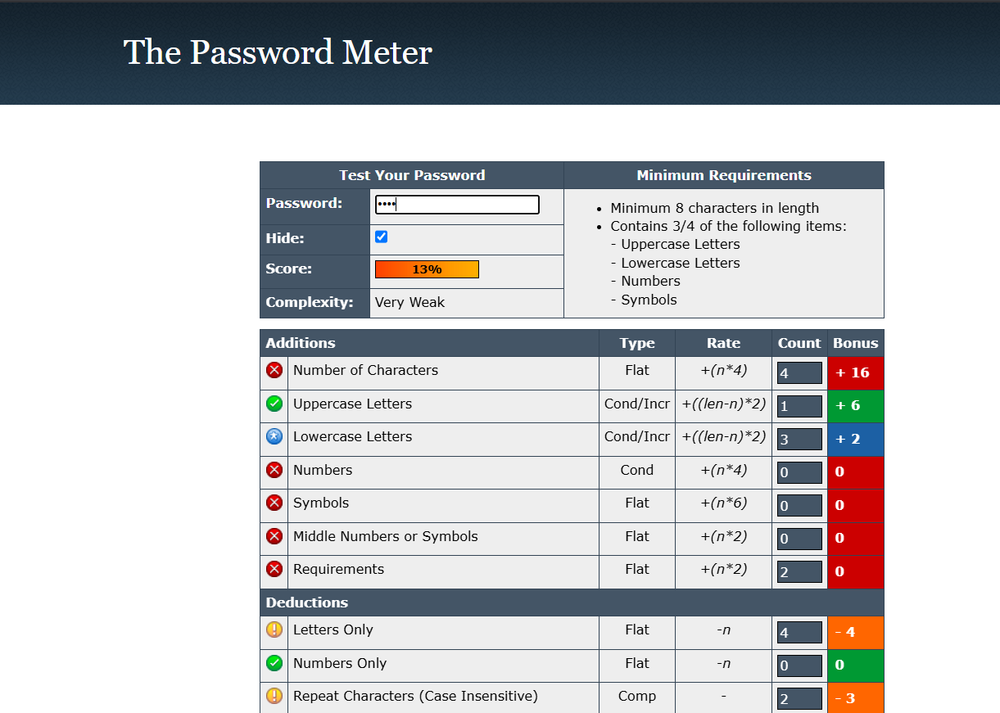 The Password Meter
Test Your Password
Minimum Requirements
Password: ••••
Hide:
Score: 13%
Complexity: Very Weak
• Minimum 8 characters in length
• Contains 3/4 of the following items:
- Uppercase Letters
- Lowercase Letters
- Numbers
- Symbols
Additions Type Rate Count Bonus
Number of Characters Flat +(n*4) 4 + 16
Uppercase Letters Cond/Incr +((len-n)*2) 1 + 6
Lowercase Letters Cond/Incr +((len-n)*2) 3 + 2
Numbers Cond +(n*4) 0 0
Symbols Flat +(n*6) 0 0
Middle Numbers or Symbols Flat +(n*2) 0 0
Requirements Flat +(n*2) 2 0
Deductions
Letters Only Flat -n 4 - 4
Numbers Only Flat -n 0 0
Repeat Characters (Case Insensitive) Comp - 2 - 3